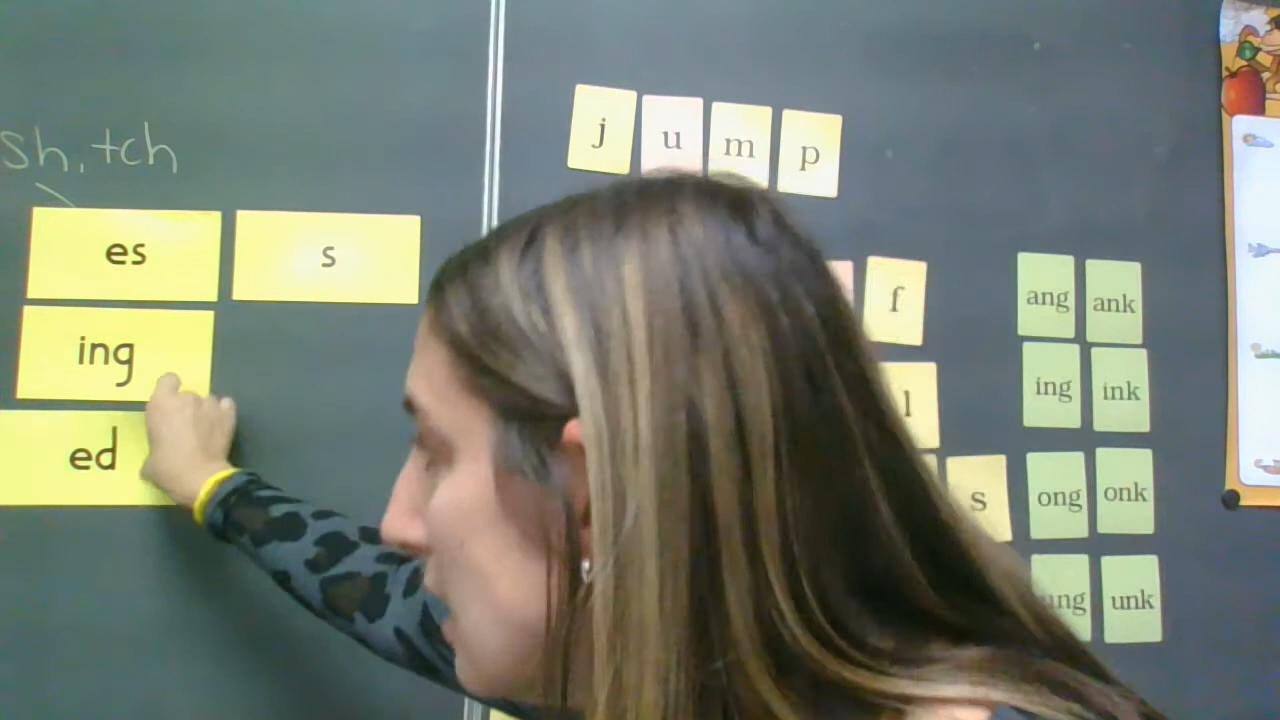 sh, tch
es s
ing
ed
j u m p
f
l
s
ang ank
ing ink
ong onk
unk